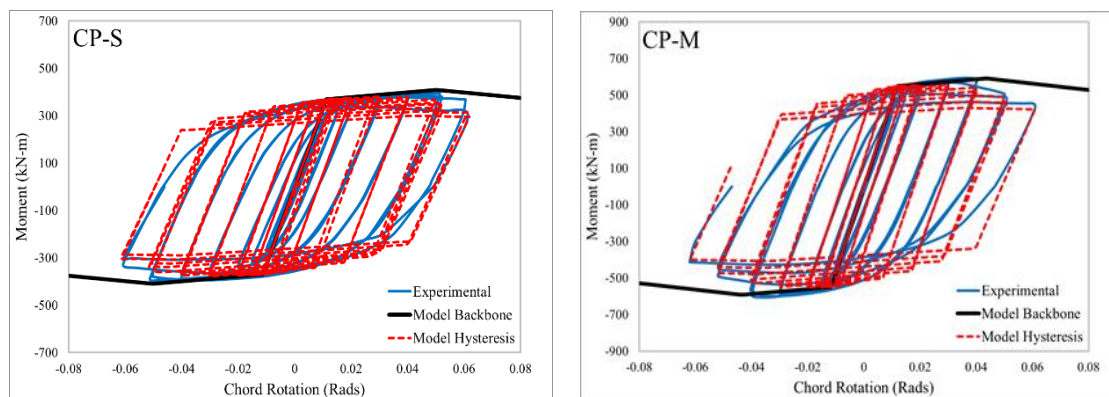 CP-S
700
500
300
100
-100
-300
-500
-700
Moment (kN-m)
-0.08 -0.06 -0.04 -0.02 0 0.02 0.04 0.06 0.08
Chord Rotation (Rads)
Experimental
Model Backbone
Model Hysteresis
CP-M
900
700
500
300
100
-100
-300
-500
-700
-900
Moment (kN-m)
-0.08 -0.06 -0.04 -0.02 0 0.02 0.04 0.06 0.08
Chord Rotation (Rads)
Experimental
Model Backbone
Model Hysteresis